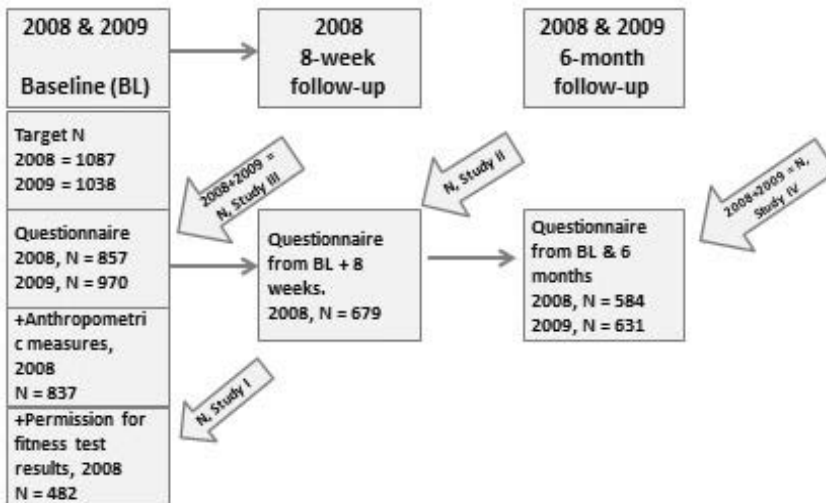 2008 & 2009
Baseline (BL)
2008
8-week
follow-up
2008 & 2009
6-month
follow-up
Target N
2008 = 1087
2009 = 1038
2008+2009 =
N, Study III
N, Study II
2008+2009 = N,
Study IV
Questionnaire
2008, N = 857
2009, N = 970
Questionnaire
from BL + 8
weeks.
2008, N = 679
Questionnaire
from BL & 6
months
2008, N = 584
2009, N = 631
+Anthropometri
c measures,
2008
N = 837
N, Study I
+Permission for
fitness test
results, 2008
N = 482